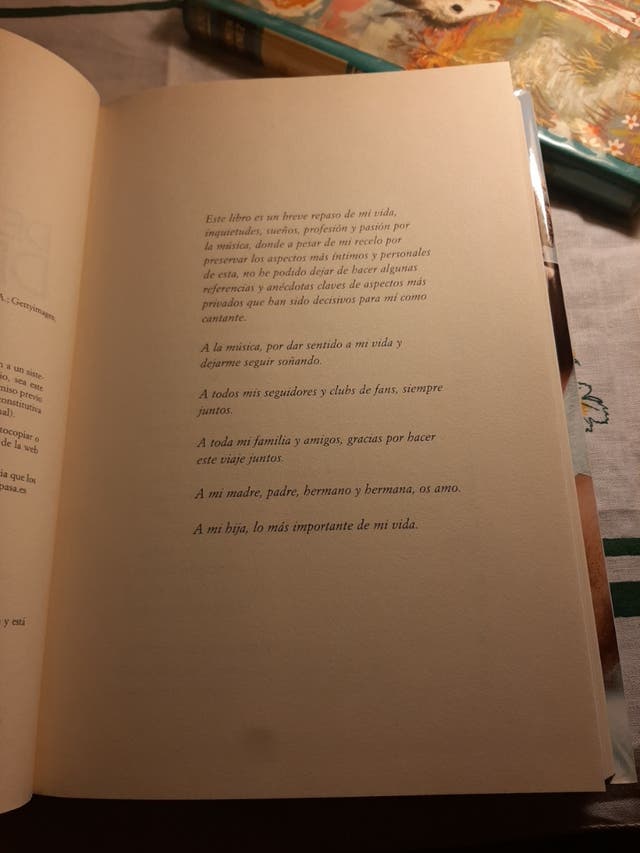 A.; Gettyimages.
n a un siste-
io, sea este
miso previo
constitutiva
nal).
tocopiar o
de la web
ia que los
pasa.es
y está
Este libro es un breve repaso de mi vida,
inquietudes, sueños, profesión y pasión por
la música, donde a pesar de mi recelo por
preservar los aspectos más íntimos y personales
de esta, no he podido dejar de hacer algunas
referencias y anécdotas claves de aspectos más
privados que han sido decisivos para mí como
cantante.
A la música, por dar sentido a mi vida y
dejarme seguir soñando.
A todos mis seguidores y clubs de fans, siempre
juntos.
A toda mi familia y amigos, gracias por hacer
este viaje juntos.
A mi madre, padre, hermano y hermana, os amo.
A mi hija, lo más importante de mi vida.